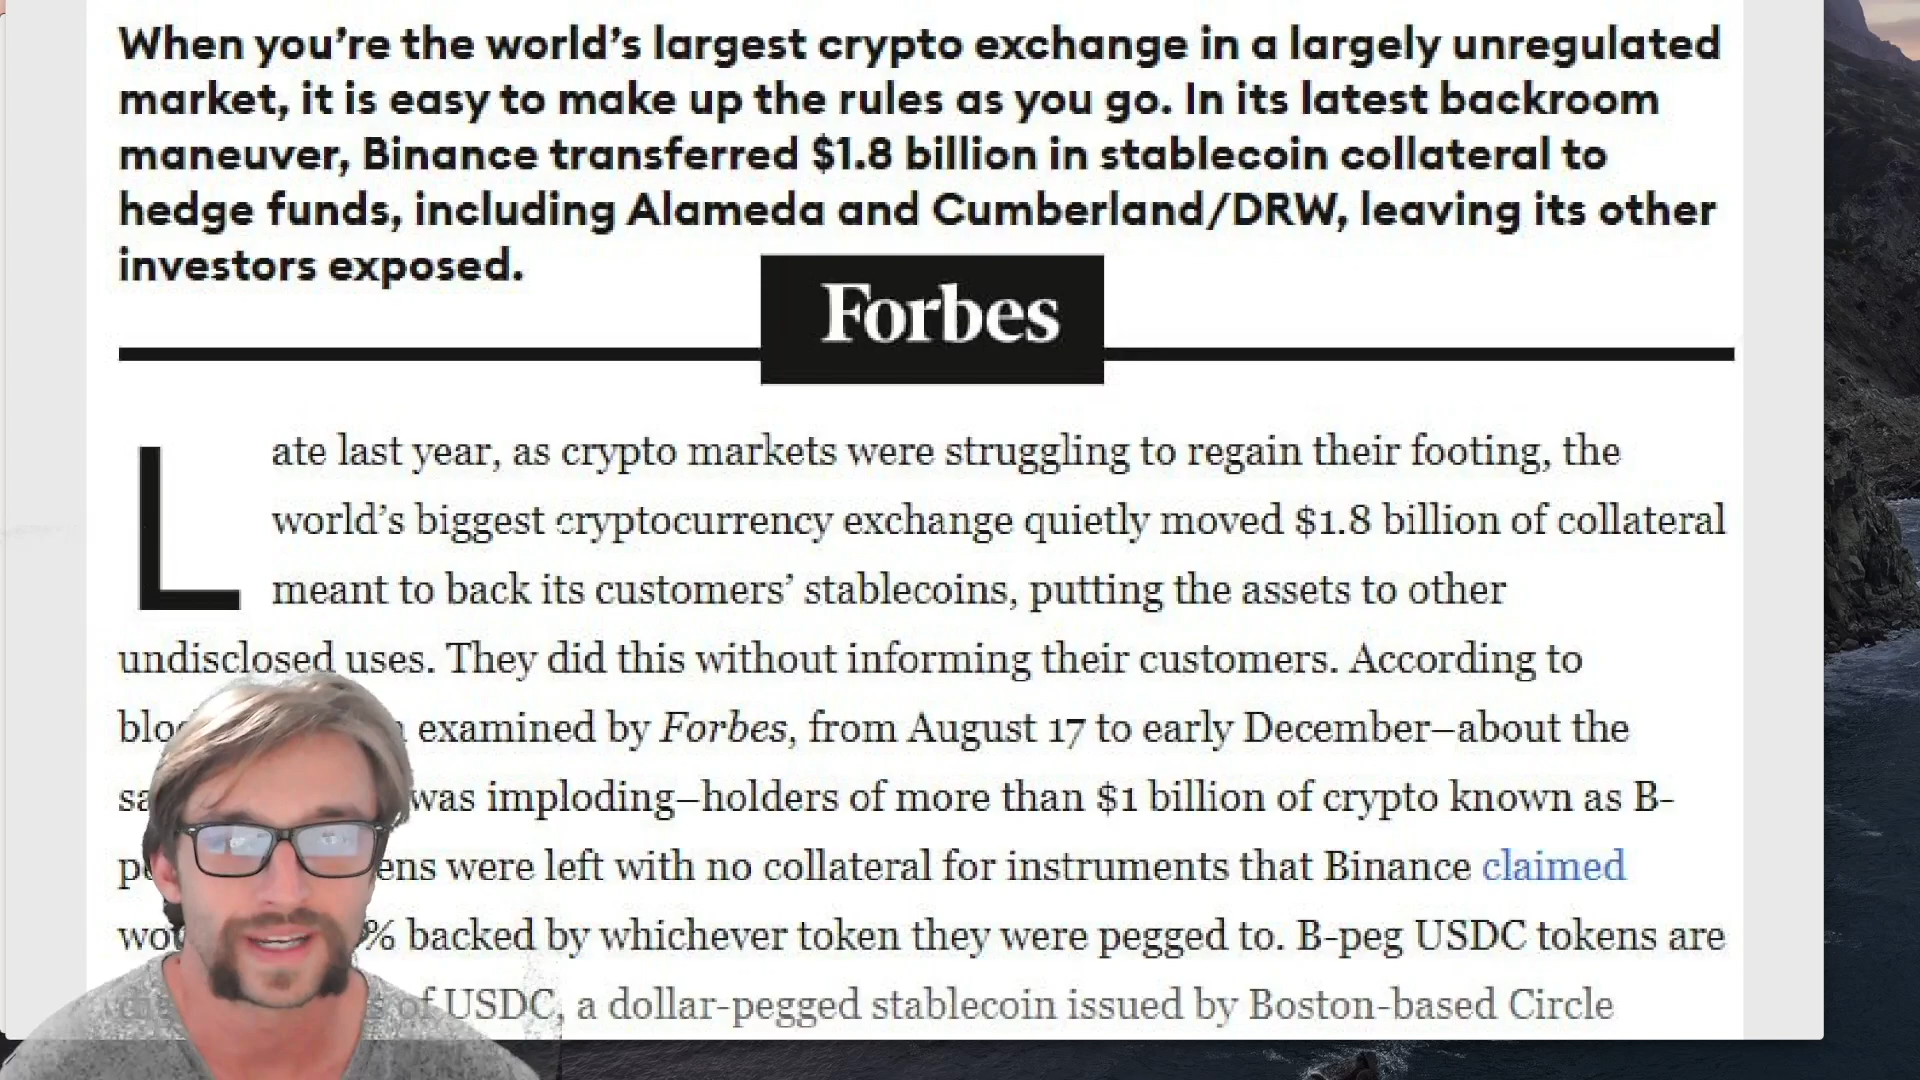 When you’re the world’s largest crypto exchange in a largely unregulated
market, it is easy to make up the rules as you go. In its latest backroom
maneuver, Binance transferred $1.8 billion in stablecoin collateral to
hedge funds, including Alameda and Cumberland/DRW, leaving its other
investors exposed.
Forbes
Late last year, as crypto markets were struggling to regain their footing, the
world’s biggest cryptocurrency exchange quietly moved $1.8 billion of collateral
meant to back its customers’ stablecoins, putting the assets to other
undisclosed uses. They did this without informing their customers. According to
examined by Forbes, from August 17 to early December–about the
was imploding–holders of more than $1 billion of crypto known as B-
were left with no collateral for instruments that Binance claimed
% backed by whichever token they were pegged to. B-peg USDC tokens are
of USDC, a dollar-pegged stablecoin issued by Boston-based Circle